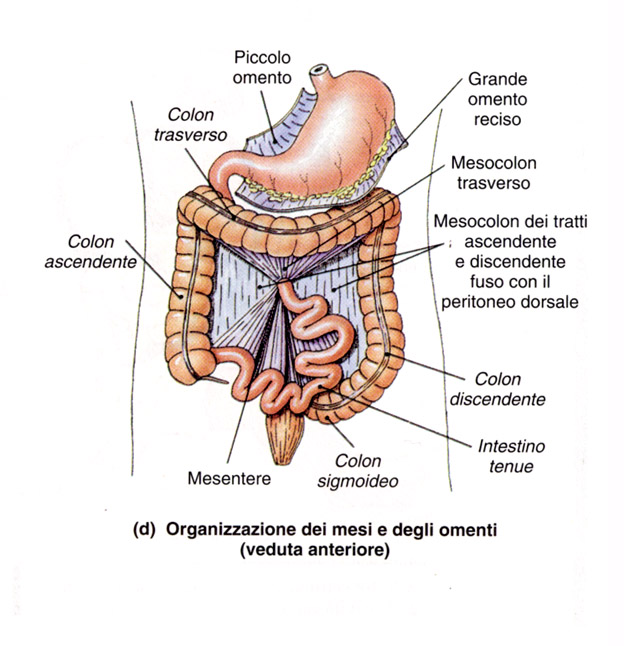 Piccolo
omento
Grande
omento
reciso
Colon
trasverso
Mesocolon
trasverso
Mesocolon dei tratti
ascendente
e discendente
fuso con il
peritoneo dorsale
Colon
ascendente
Colon
discendente
Intestino
tenue
Colon
sigmoideo
Mesentere
(d) Organizzazione dei mesi e degli omenti
(veduta anteriore)